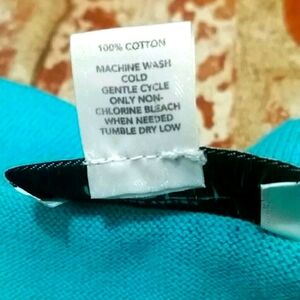 100% COTTON
MACHINE WASH
COLD
GENTLE CYCLE
ONLY NON-
CHLORINE BLEACH
WHEN NEEDED
TUMBLE DRY LOW